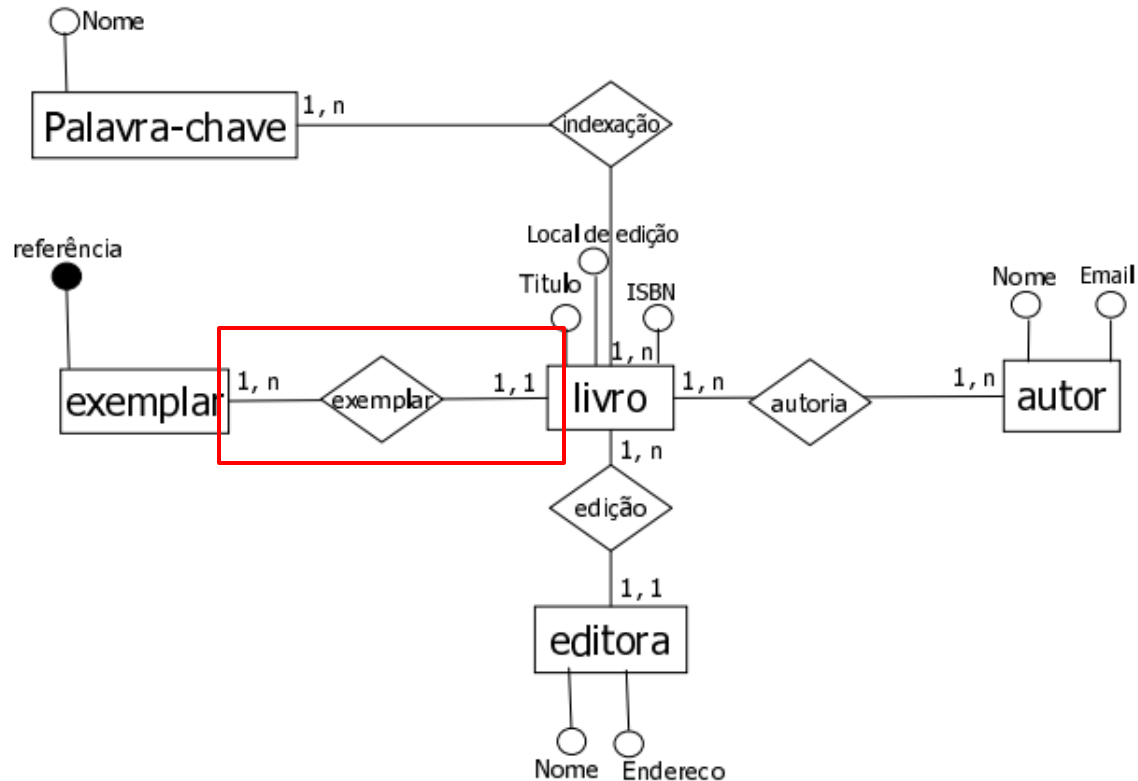 Nome
Palavra-chave
1, n
indexação
referência
Local de edição
Titulo
ISBN
1, n
Nome
Email
exemplar
1, n
exemplar
1, 1
livro
1, n
autoria
1, n
autor
1, n
edição
1, 1
editora
Nome
Endereco